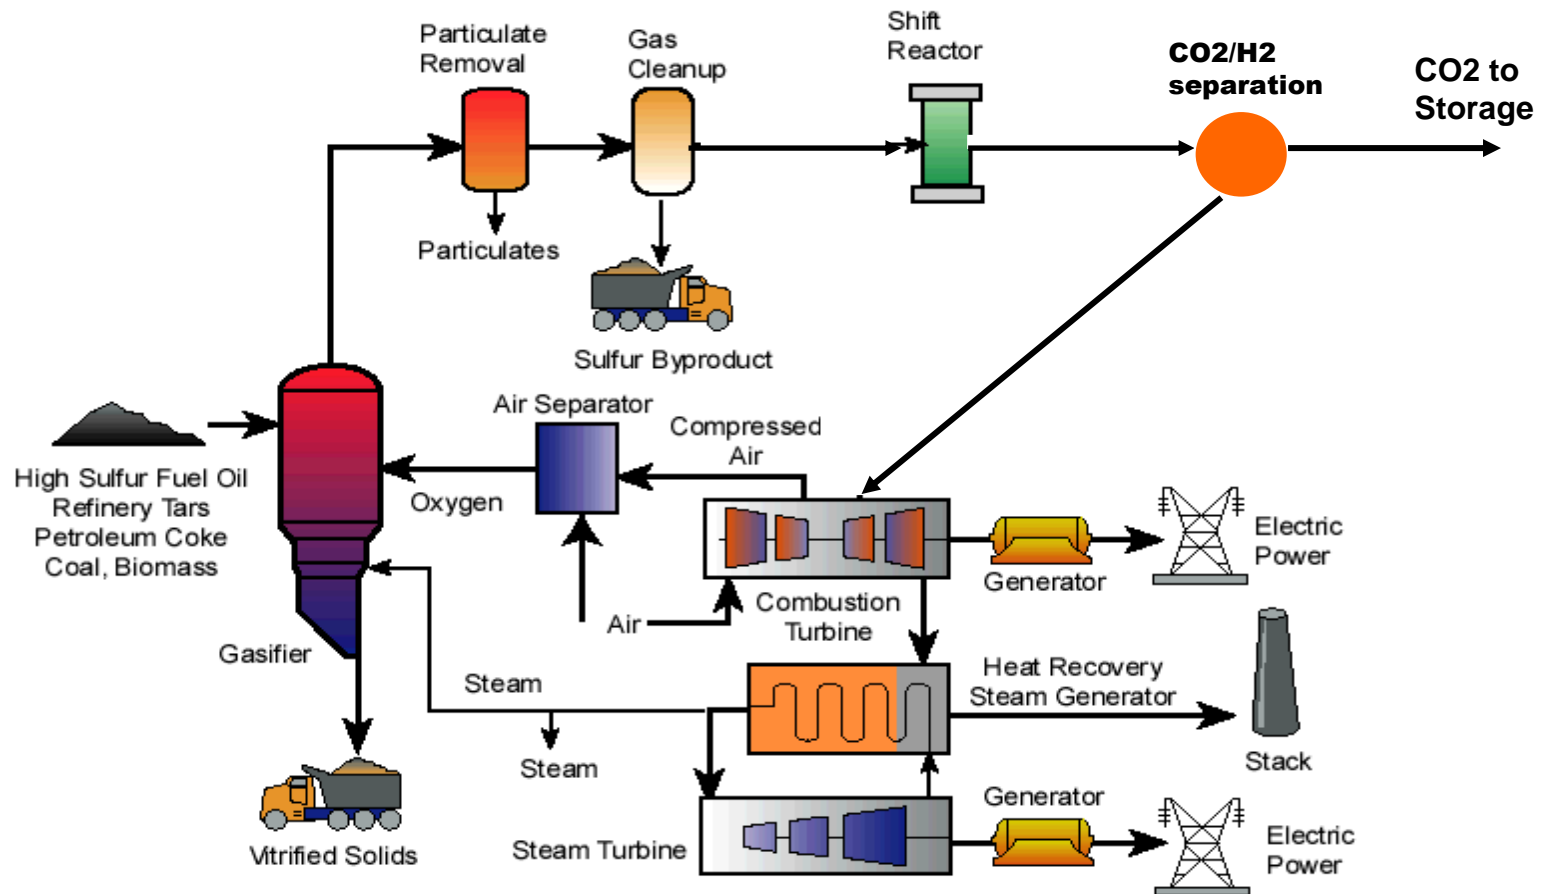 Particulate
Removal
Gas
Cleanup
Shift
Reactor
CO2/H2
separation
CO2 to
Storage
Particulates
Sulfur Byproduct
Air Separator
Compressed
Air
High Sulfur Fuel Oil
Refinery Tars
Petroleum Coke
Coal, Biomass
Oxygen
Electric
Power
Generator
Combustion
Turbine
Air
Gasifier
Heat Recovery
Steam Generator
Steam
Steam
Stack
Generator
Steam Turbine
Electric
Power
Vitrified Solids